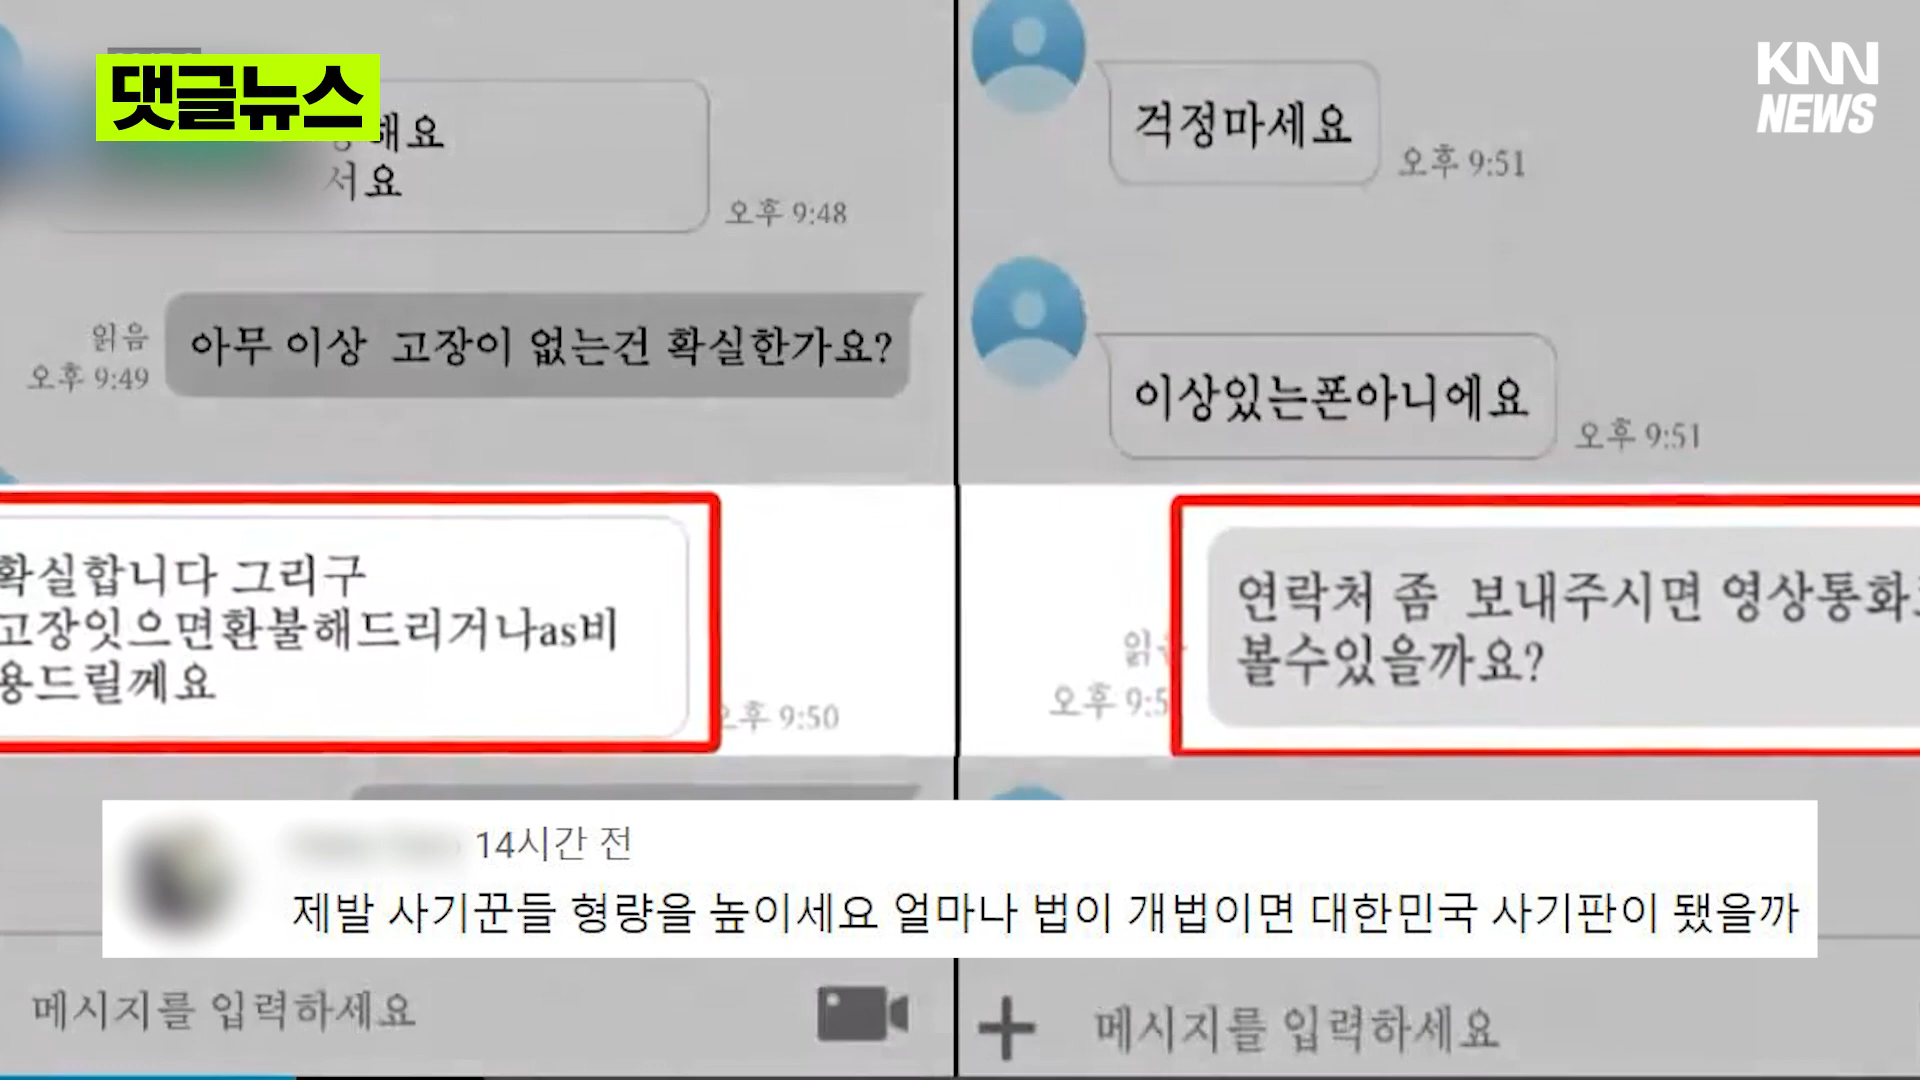 댓글뉴스
KNN
NEWS
해요
서요
오후 9:48
읽음
오후 9:49
아무 이상 고장이 없는건 확실한가요?
확실합니다 그리구
고장잇으면환불해드리거나as비
용드릴께요
오후 9:50
메시지를 입력하세요
걱정마세요
오후 9:51
이상있는폰아니에요
오후 9:51
연락처 좀 보내주시면 영상통화
볼수있을까요?
오후 9:5
메시지를 입력하세요
14시간 전
제발 사기꾼들 형량을 높이세요 얼마나 법이 개법이면 대한민국 사기판이 됐을까